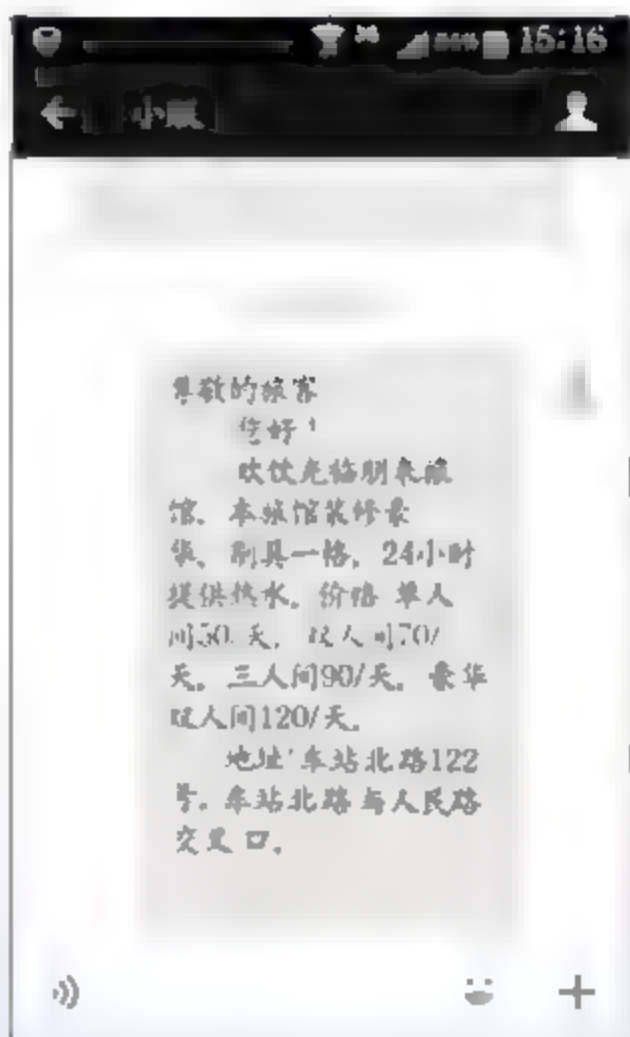 15:16
小
尊敬的旅客
您好！
欢迎光临朋来旅
馆。本旅馆装修豪
华、别具一格，24小时
提供热水。价格 单人
间50/天，双人间70/
天，三人间90/天，豪华
双人间120/天。
地址：车站北路122
号，车站北路与人民路
交叉口。